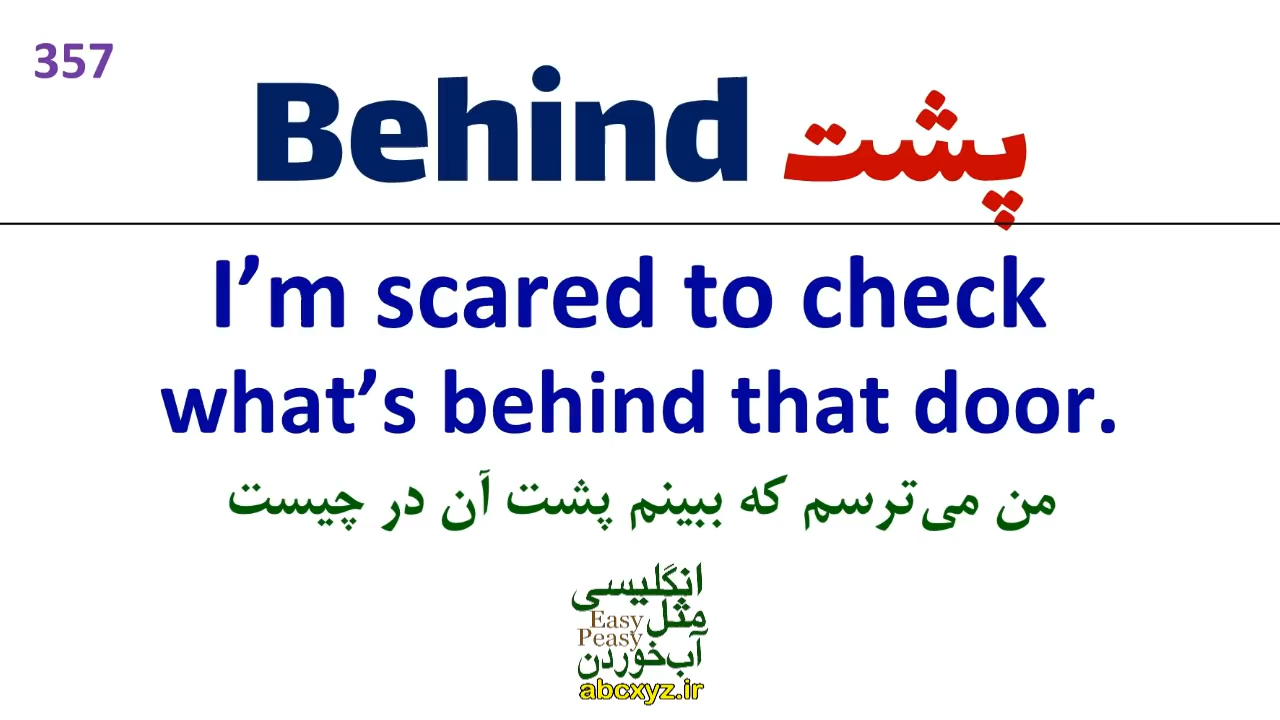 357
Behind پشت
I’m scared to check
what’s behind that door.
من می‌ترسم که ببینم پشت آن در چیست
انگلیسی
مثل
Easy
Peasy
آب‌خوردن
abcxyz.ir